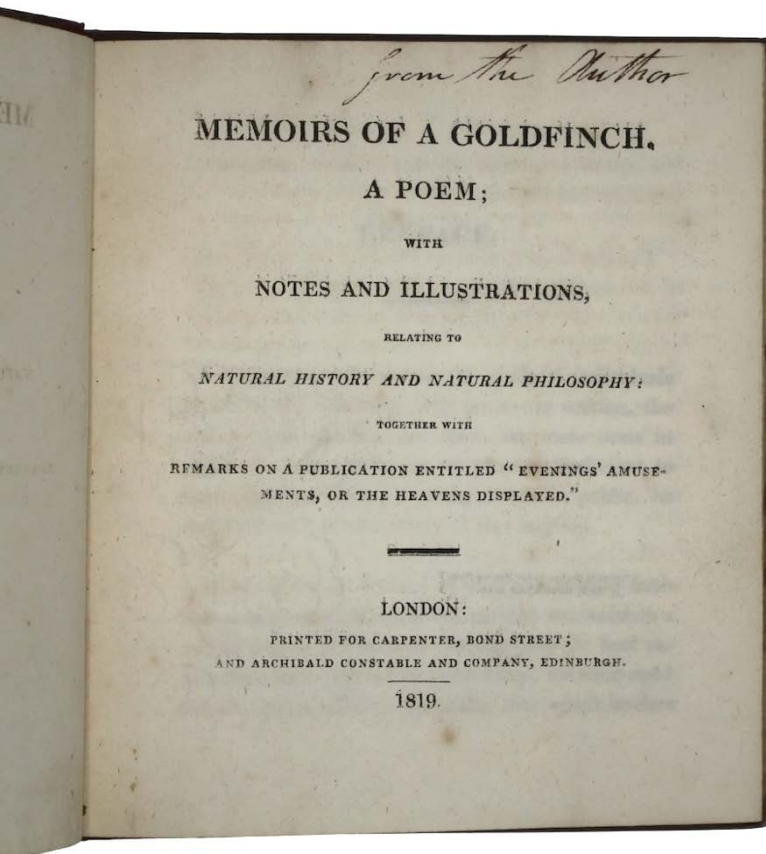 from the Author
MEMOIRS OF A GOLDFINCH.
A POEM;
WITH
NOTES AND ILLUSTRATIONS,
RELATING TO
NATURAL HISTORY AND NATURAL PHILOSOPHY:
TOGETHER WITH
REMARKS ON A PUBLICATION ENTITLED “ EVENINGS’ AMUSE-
MENTS, OR THE HEAVENS DISPLAYED.”
LONDON:
PRINTED FOR CARPENTER, BOND STREET;
AND ARCHIBALD CONSTABLE AND COMPANY, EDINBURGH.
1819.